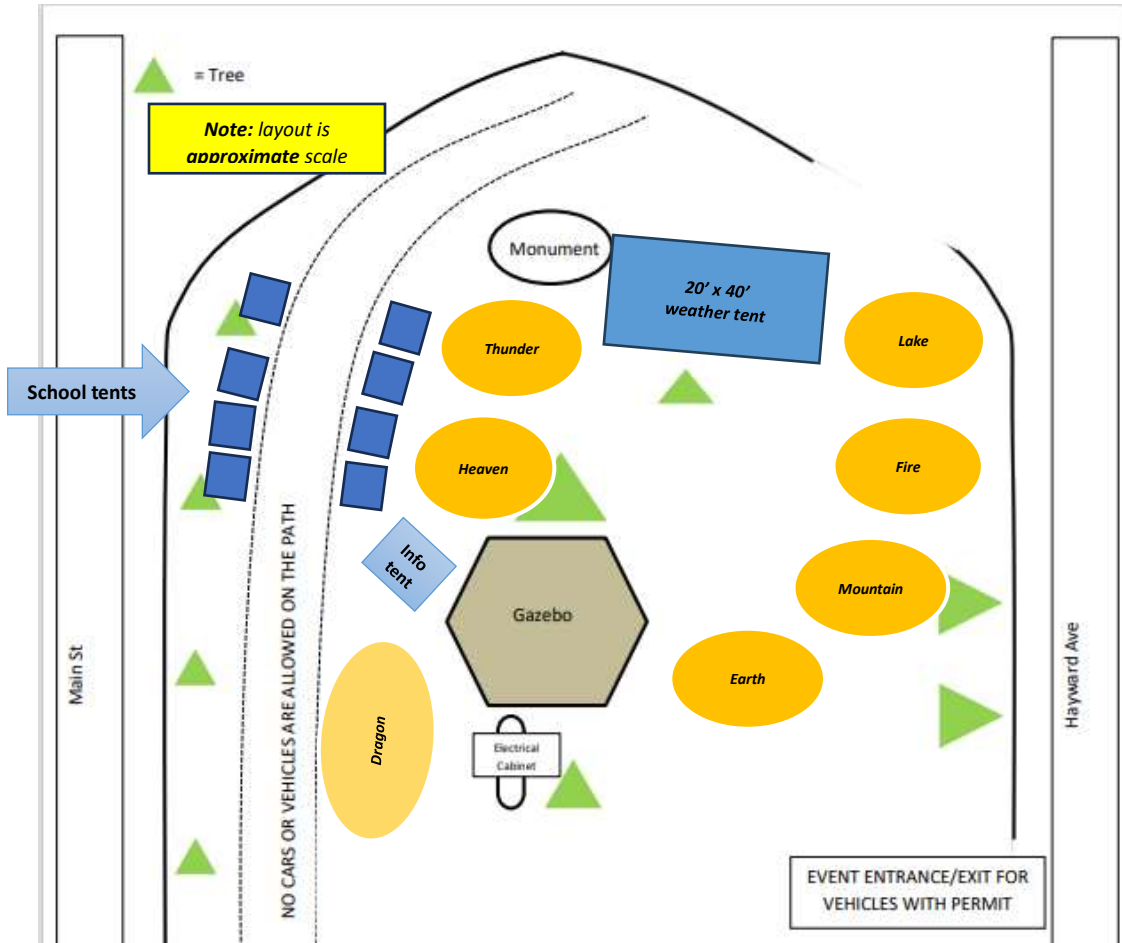 = Tree
Note: layout is
approximate scale
Monument
20’ x 40’
weather tent
Thunder
Lake
School tents
Heaven
Fire
Info
tent
Gazebo
Mountain
Earth
Dragon
Electrical
Cabinet
NO CARS OR VEHICLES ARE ALLOWED ON THE PATH
Main St
Hayward Ave
EVENT ENTRANCE/EXIT FOR
VEHICLES WITH PERMIT